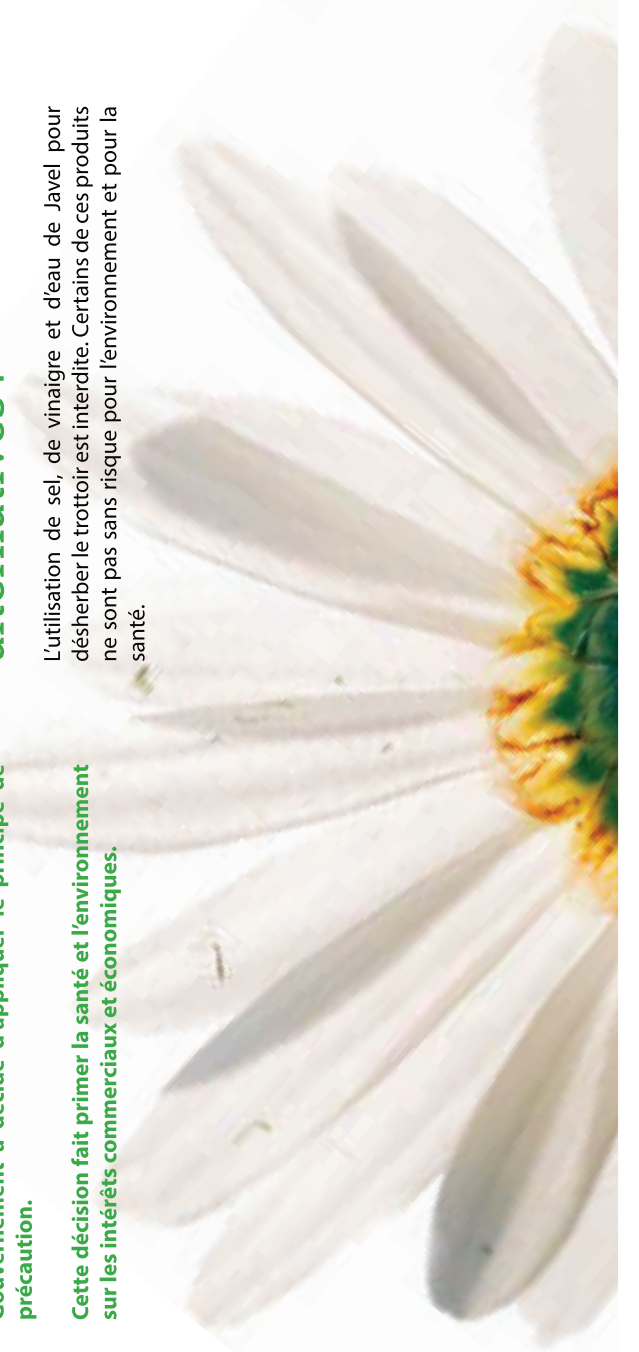 précaution.
Cette décision fait primer la santé et l'environnement
sur les intérêts commerciaux et économiques.
L'utilisation de sel, de vinaigre et d'eau de Javel pour
désherber le trottoir est interdite. Certains de ces produits
ne sont pas sans risque pour l'environnement et pour la
santé.